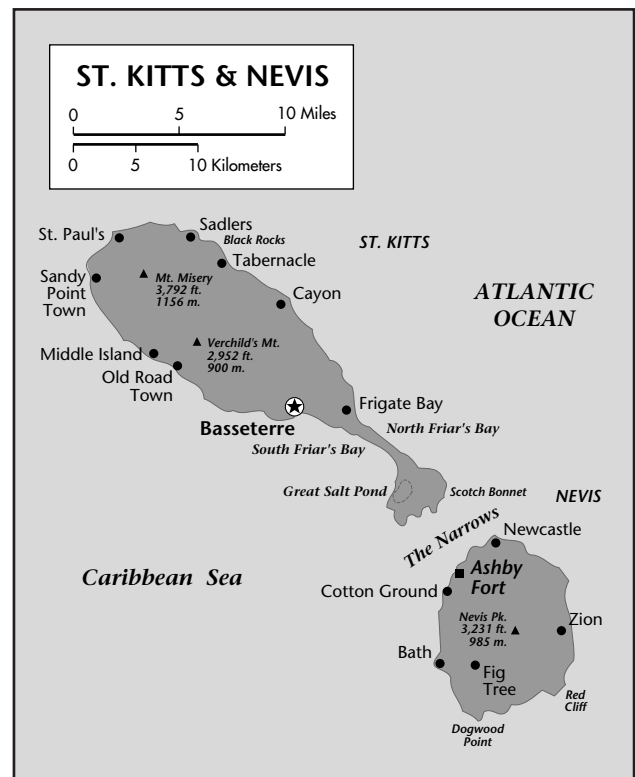 ST. KITTS & NEVIS
0 5 10 Miles
0 5 10 Kilometers
St. Paul's
Sadlers
Black Rocks
ST. KITTS
Tabernacle
Sandy
Point
Town
Mt. Misery
3,792 ft.
1156 m.
Cayon
ATLANTIC
OCEAN
Verchild's Mt.
2,952 ft.
900 m.
Middle Island
Old Road
Town
Basseterre
Frigate Bay
North Friar's Bay
South Friar's Bay
Great Salt Pond
Scotch Bonnet
NEVIS
The Narrows
Newcastle
Caribbean Sea
Ashby
Fort
Cotton Ground
Nevis Pk.
3,231 ft.
985 m.
Zion
Bath
Fig
Tree
Red
Cliff
Dogwood
Point